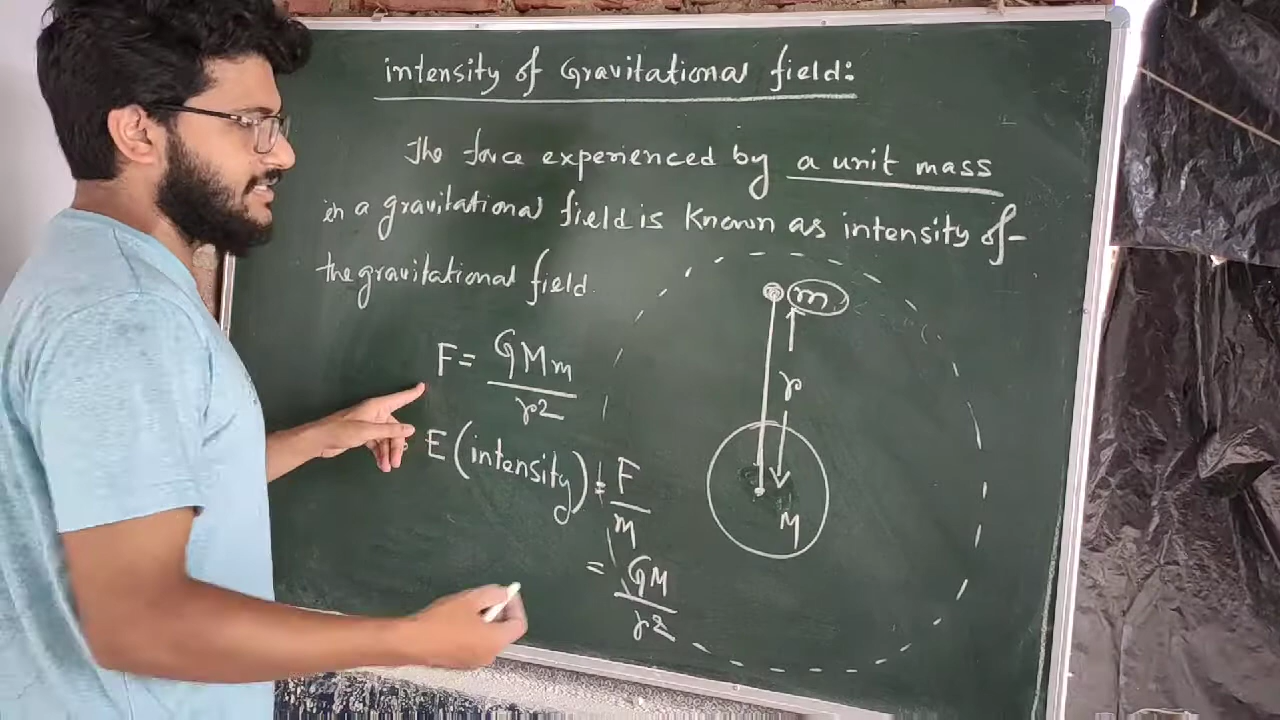 intensity of Gravitational field:
The force experienced by a unit mass
in a gravitational field is known as intensity of
the gravitational field.
m
r
M
F = GMm / r²
E (intensity) = F / m
= GM / r²